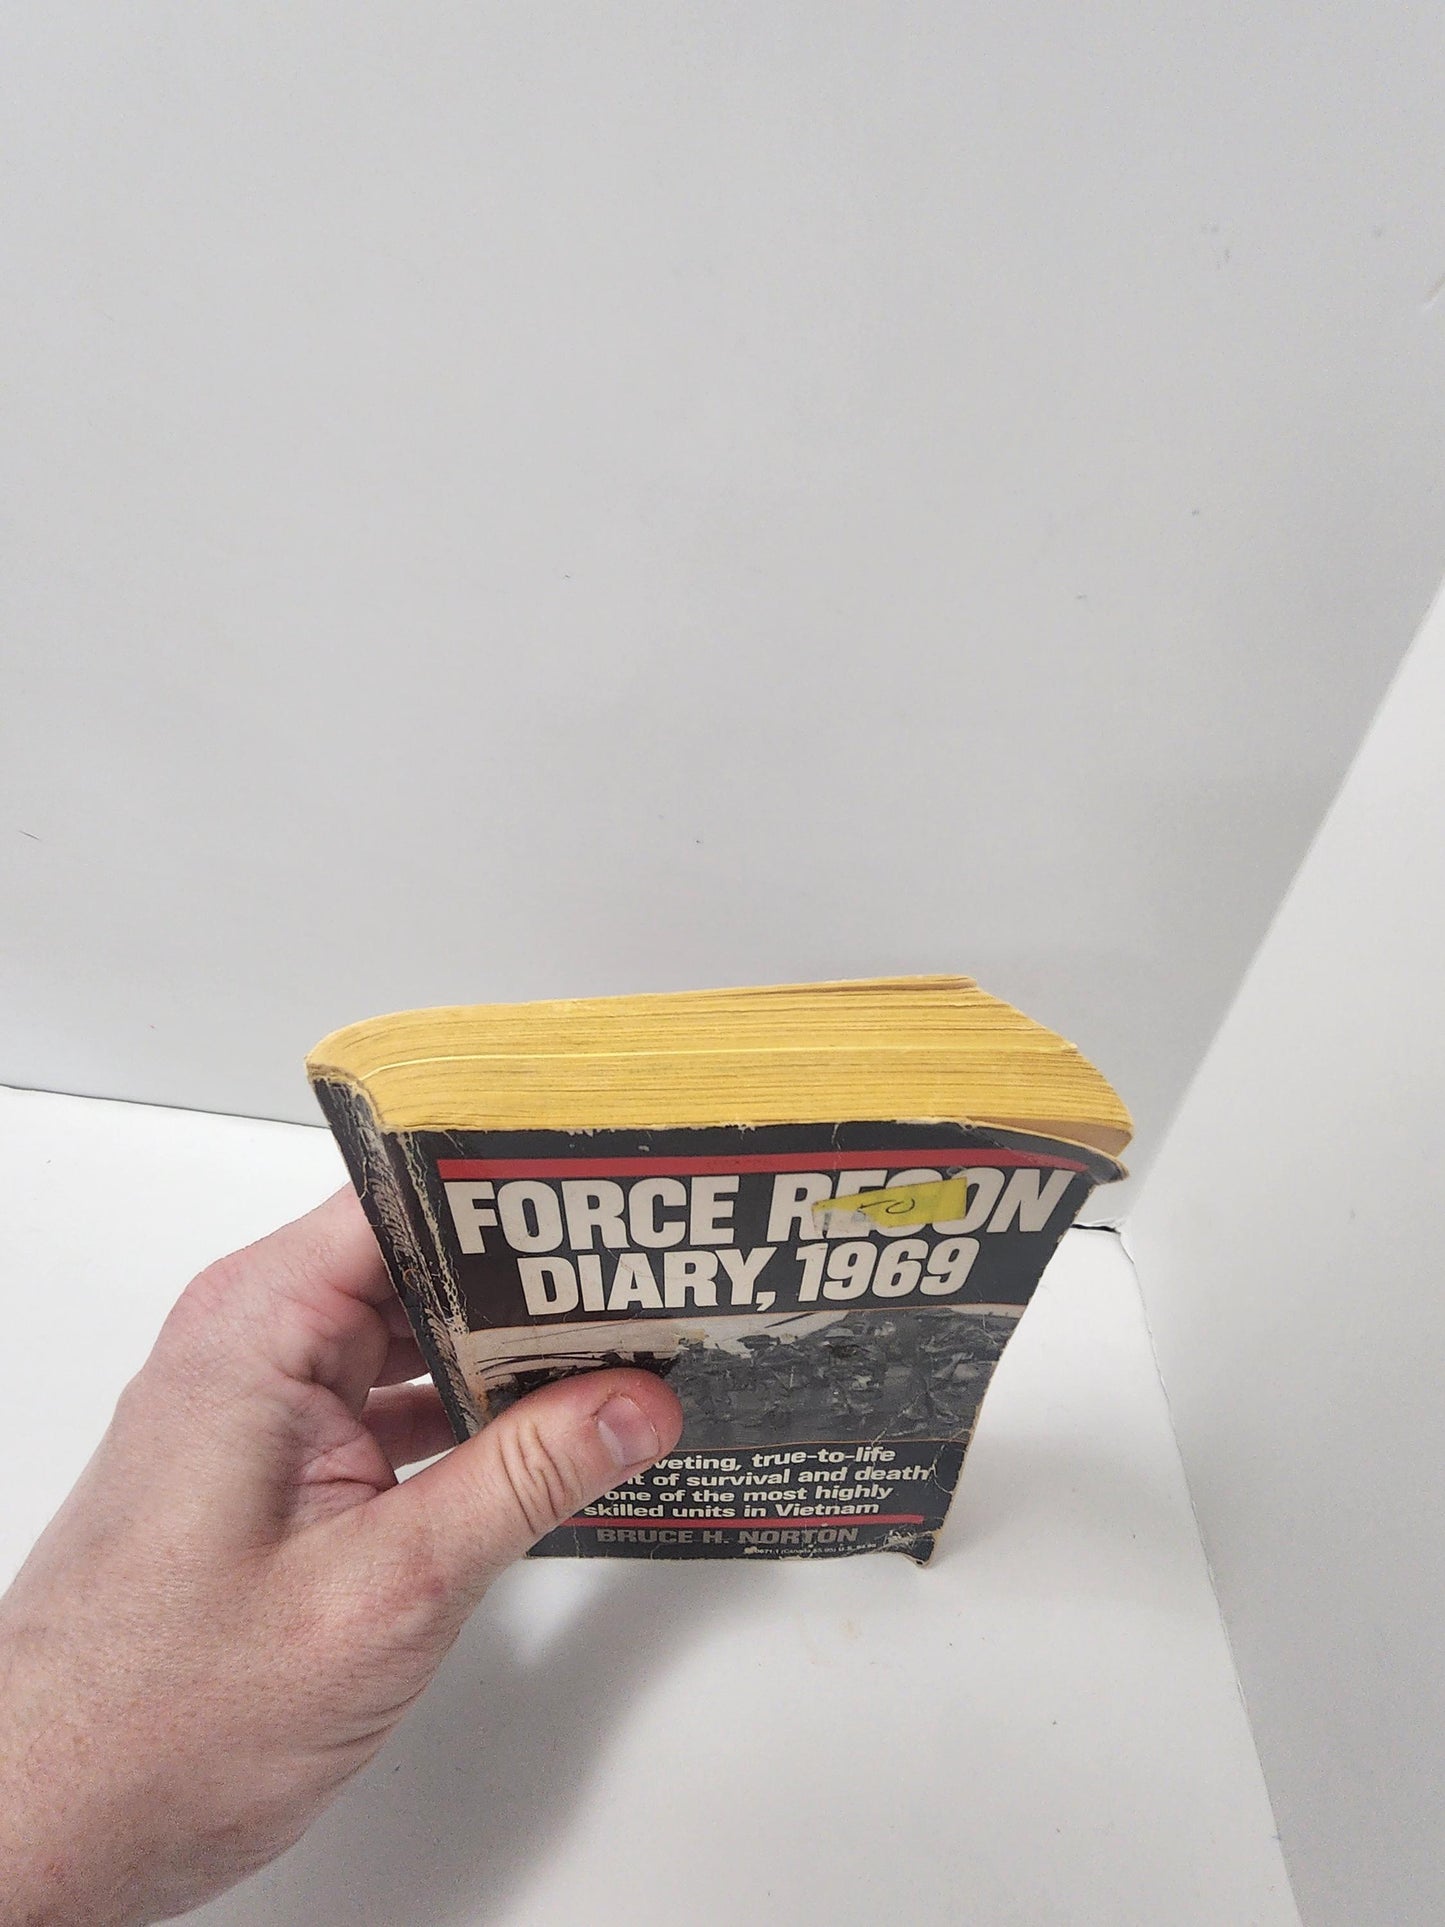 FORCE RECON
DIARY, 1969
veting, true-to-life
t of survival and death
one of the most highly
skilled units in Vietnam
BRUCE H. NORTON